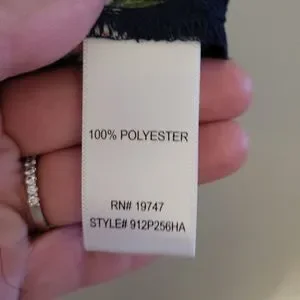 100% POLYESTER
RN# 19747
STYLE# 912P256HA